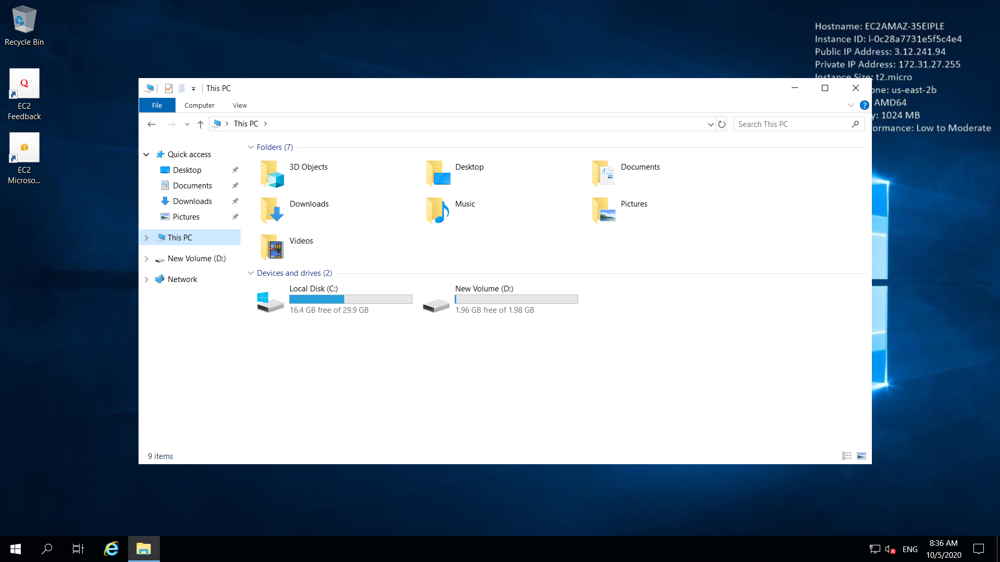 Recycle Bin
EC2
Feedback
EC2
Microso...
Hostname: EC2AMAZ-35EIPLE
Instance ID: i-0c28a7731e5f5c4e4
Public IP Address: 3.12.241.94
Private IP Address: 172.31.27.255
Instance Size: t2.micro
one: us-east-2b
AMD64
y: 1024 MB
formance: Low to Moderate
This PC
File
Computer
View
This PC
Search This PC
Quick access
Desktop
Documents
Downloads
Pictures
This PC
New Volume (D:)
Network
Folders (7)
3D Objects
Desktop
Documents
Downloads
Music
Pictures
Videos
Devices and drives (2)
Local Disk (C:)
16.4 GB free of 29.9 GB
New Volume (D:)
1.96 GB free of 1.98 GB
9 items
ENG
8:36 AM
10/5/2020